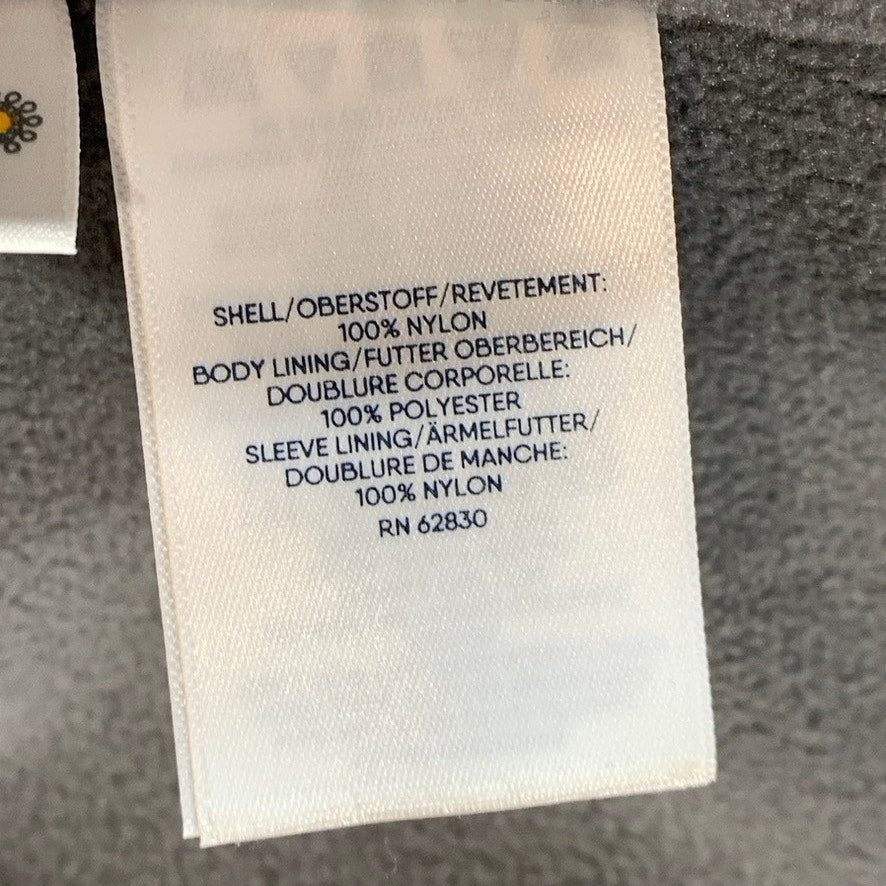 SHELL/OBERSTOFF/REVETEMENT:
100% NYLON
BODY LINING/FUTTER OBERBEREICH/
DOUBLURE CORPORELLE:
100% POLYESTER
SLEEVE LINING/ÄRMELFUTTER/
DOUBLURE DE MANCHE:
100% NYLON
RN 62830